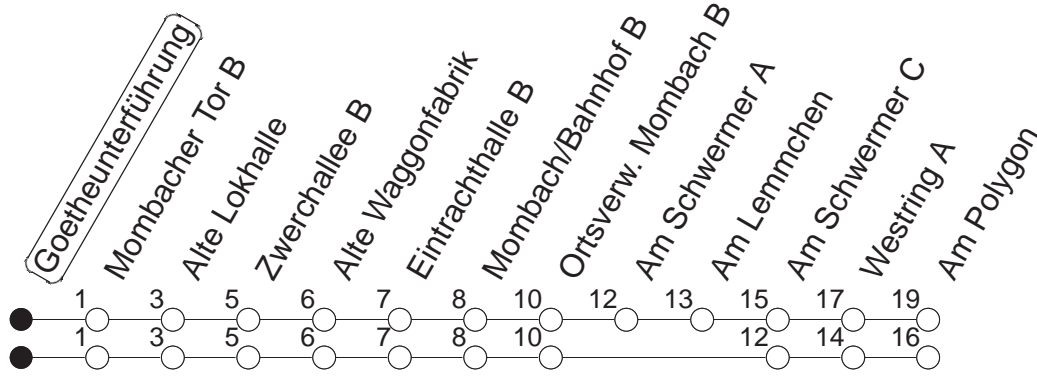 Goetheunterführung
Mombacher Tor B
Alte Lokhalle
Zwerchallee B
Alte Waggonfabrik
Eintrachthalle B
Mombach/Bahnhof B
Ortsverw. Mombach B
Am Schwermer A
Am Lemmchen
Am Schwermer C
Westring A
Am Polygon
1 3 5 6 7 8 10 12 13 15 17 19
1 3 5 6 7 8 10 12 14 16